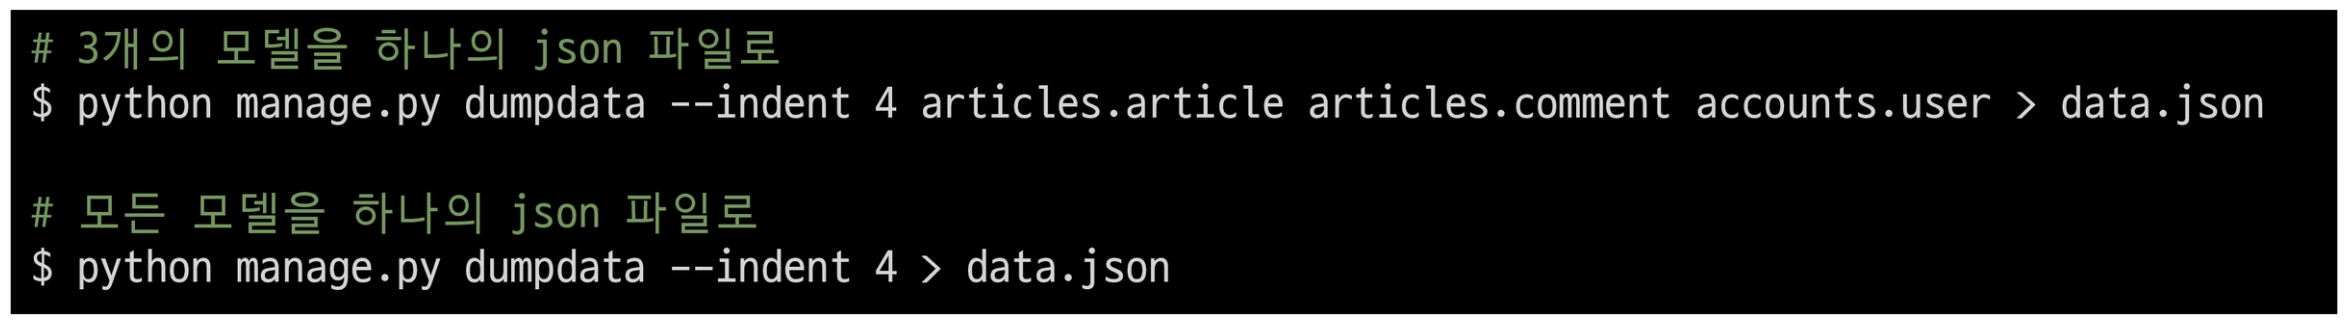 # 3개의 모델을 하나의 json 파일로
$ python manage.py dumpdata --indent 4 articles.article articles.comment accounts.user > data.json
# 모든 모델을 하나의 json 파일로
$ python manage.py dumpdata --indent 4 > data.json